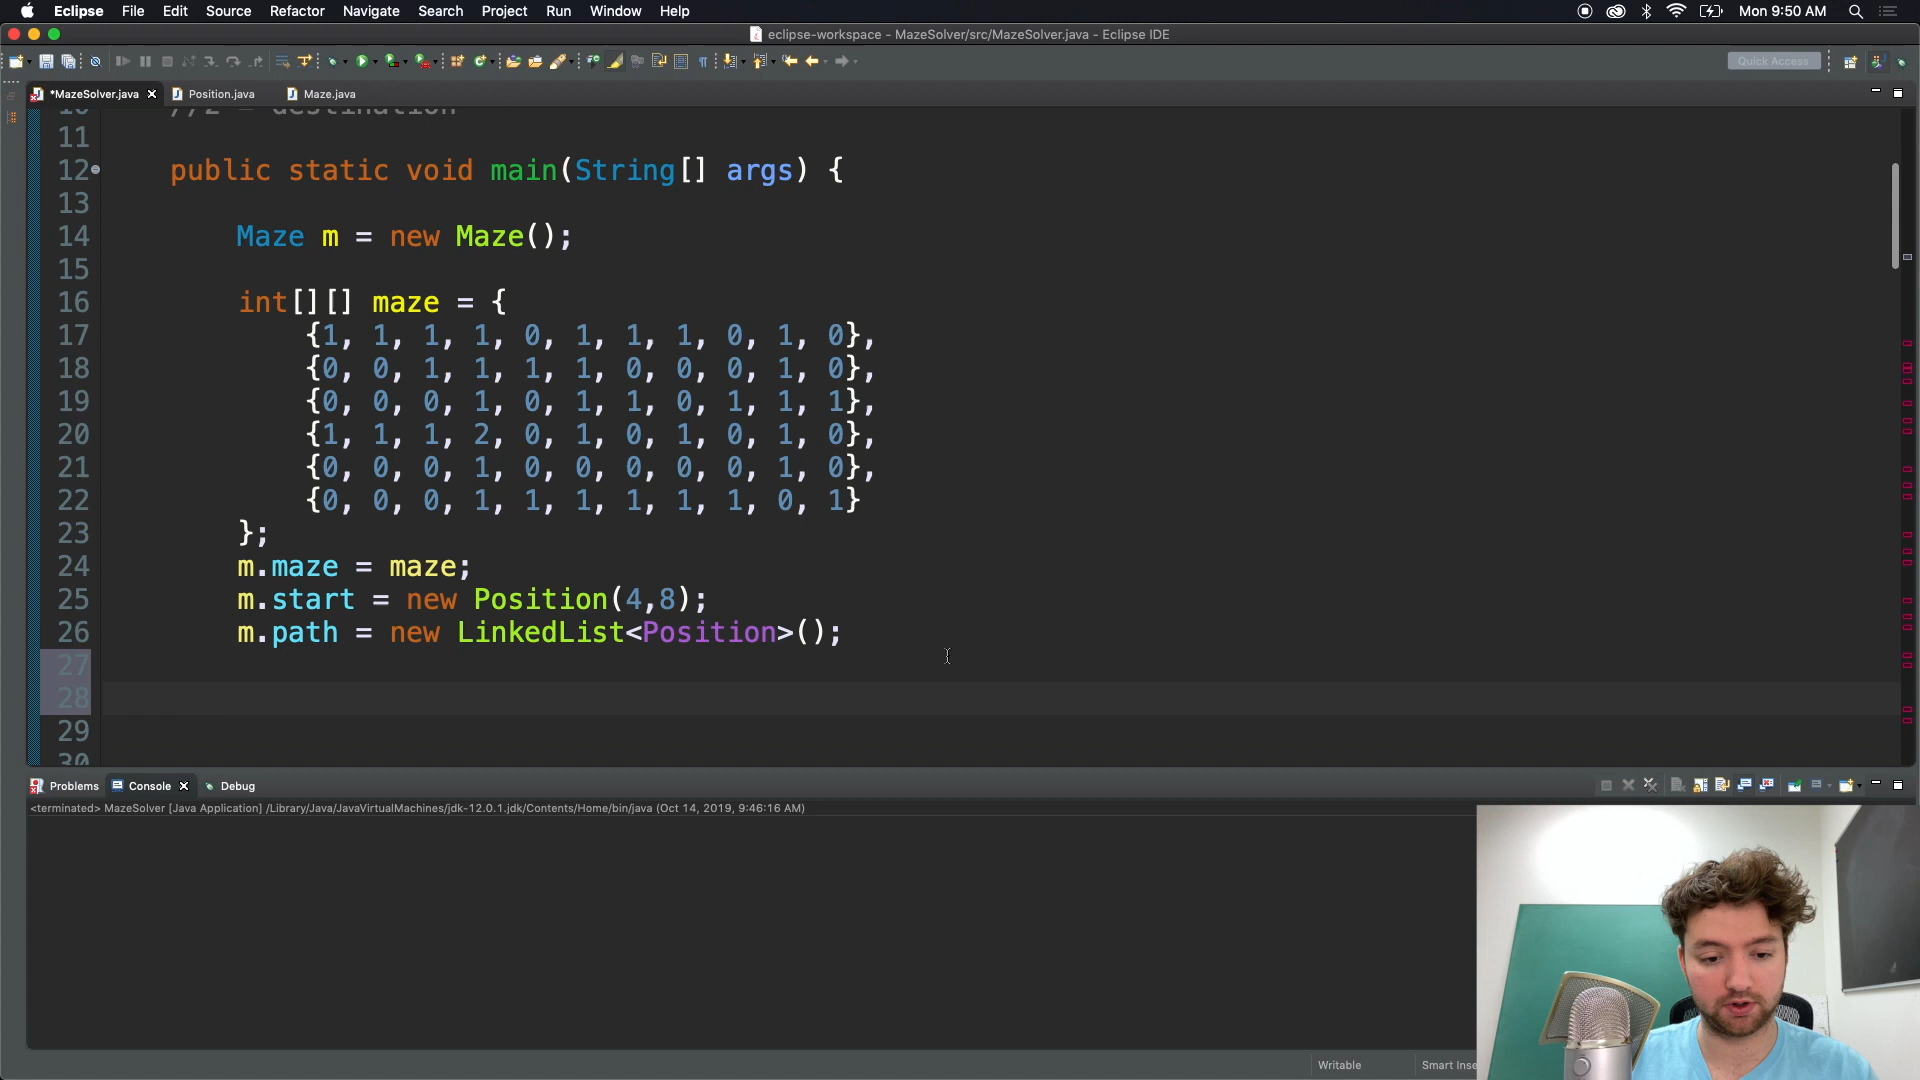 Eclipse File Edit Source Refactor Navigate Search Project Run Window Help Mon 9:50 AM
eclipse-workspace - MazeSolver/src/MazeSolver.java - Eclipse IDE
Quick Access
*MazeSolver.java Position.java Maze.java
10 //2 = destination
11
12 public static void main(String[] args) {
13
14 Maze m = new Maze();
15
16 int[][] maze = {
17 {1, 1, 1, 1, 0, 1, 1, 1, 0, 1, 0},
18 {0, 0, 1, 1, 1, 1, 0, 0, 0, 1, 0},
19 {0, 0, 0, 1, 0, 1, 1, 0, 1, 1, 1},
20 {1, 1, 1, 2, 0, 1, 0, 1, 0, 1, 0},
21 {0, 0, 0, 1, 0, 0, 0, 0, 0, 1, 0},
22 {0, 0, 0, 1, 1, 1, 1, 1, 1, 0, 1}
23 };
24 m.maze = maze;
25 m.start = new Position(4,8);
26 m.path = new LinkedList<Position>();
27
28
29
30
Problems Console Debug
<terminated> MazeSolver [Java Application] /Library/Java/JavaVirtualMachines/jdk-12.0.1.jdk/Contents/Home/bin/java (Oct 14, 2019, 9:46:16 AM)
Writable Smart Inse